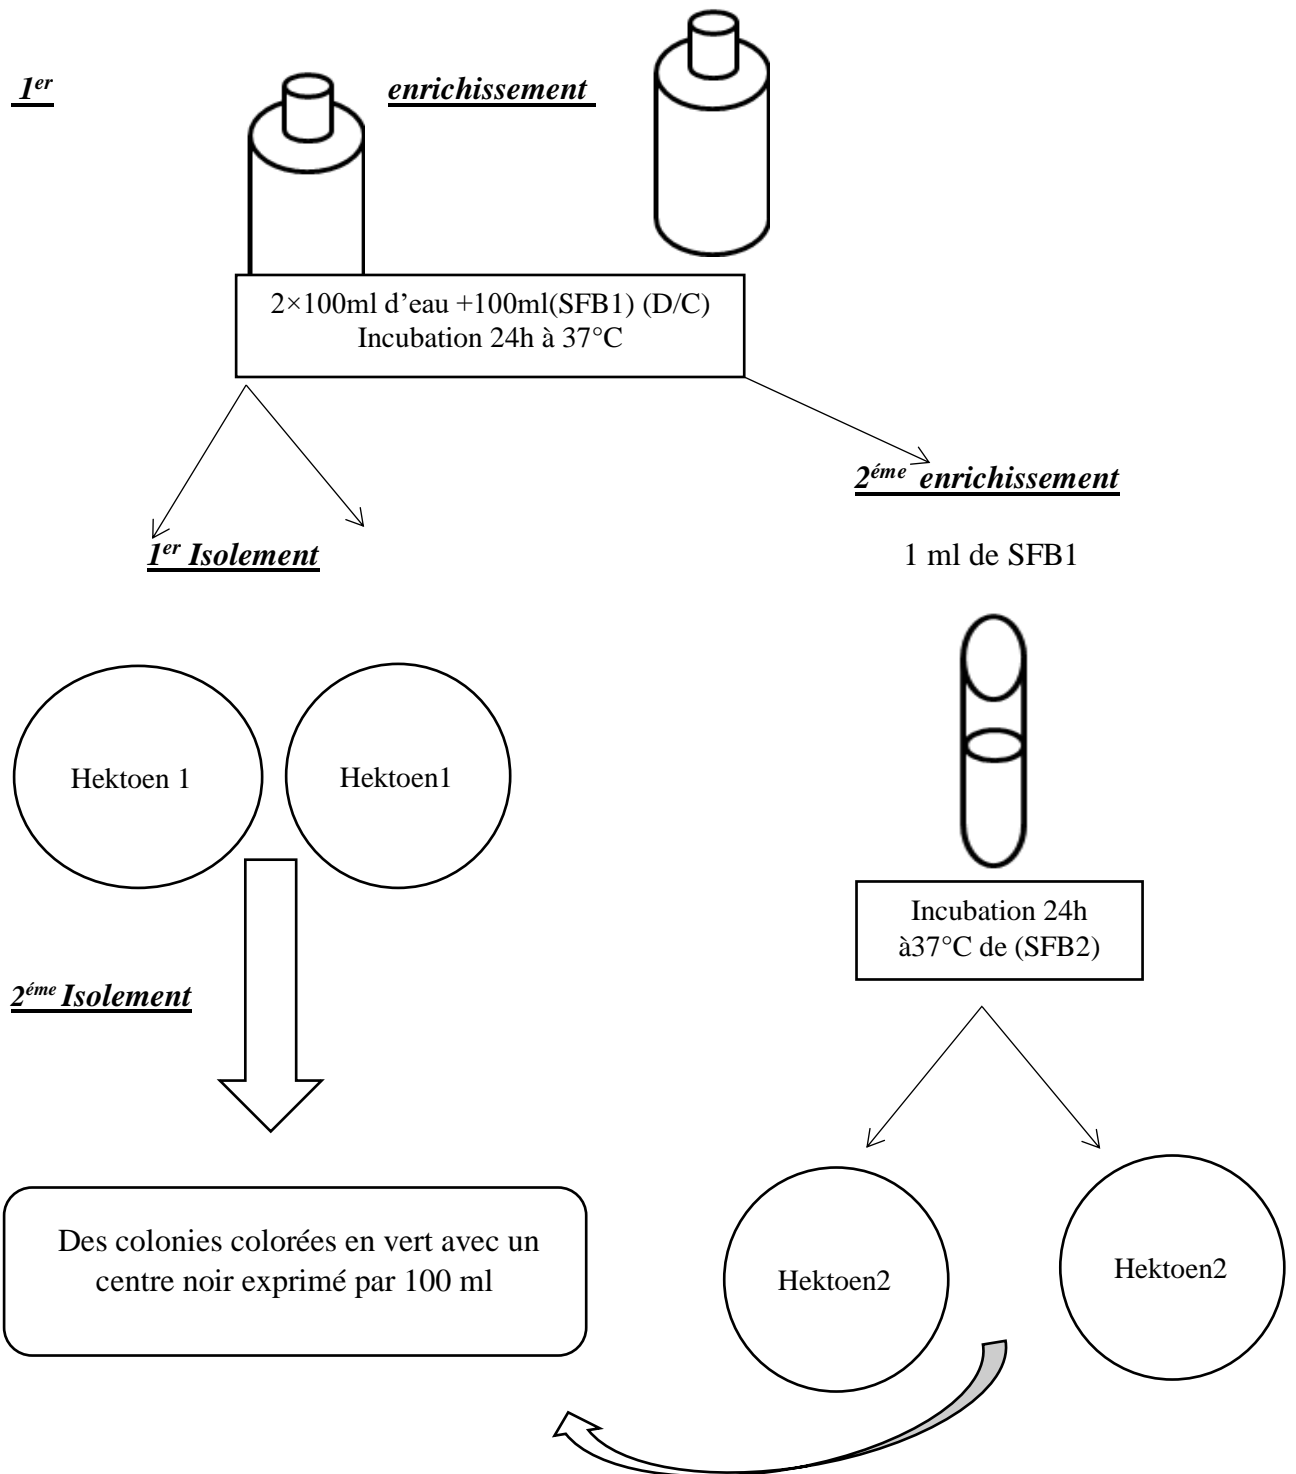 1er enrichissement
2×100ml d’eau +100ml(SFB1) (D/C)
Incubation 24h à 37°C
2éme enrichissement
1er Isolement
1 ml de SFB1
Hektoen 1
Hektoen1
Incubation 24h
à37°C de (SFB2)
2éme Isolement
Des colonies colorées en vert avec un
centre noir exprimé par 100 ml
Hektoen2
Hektoen2